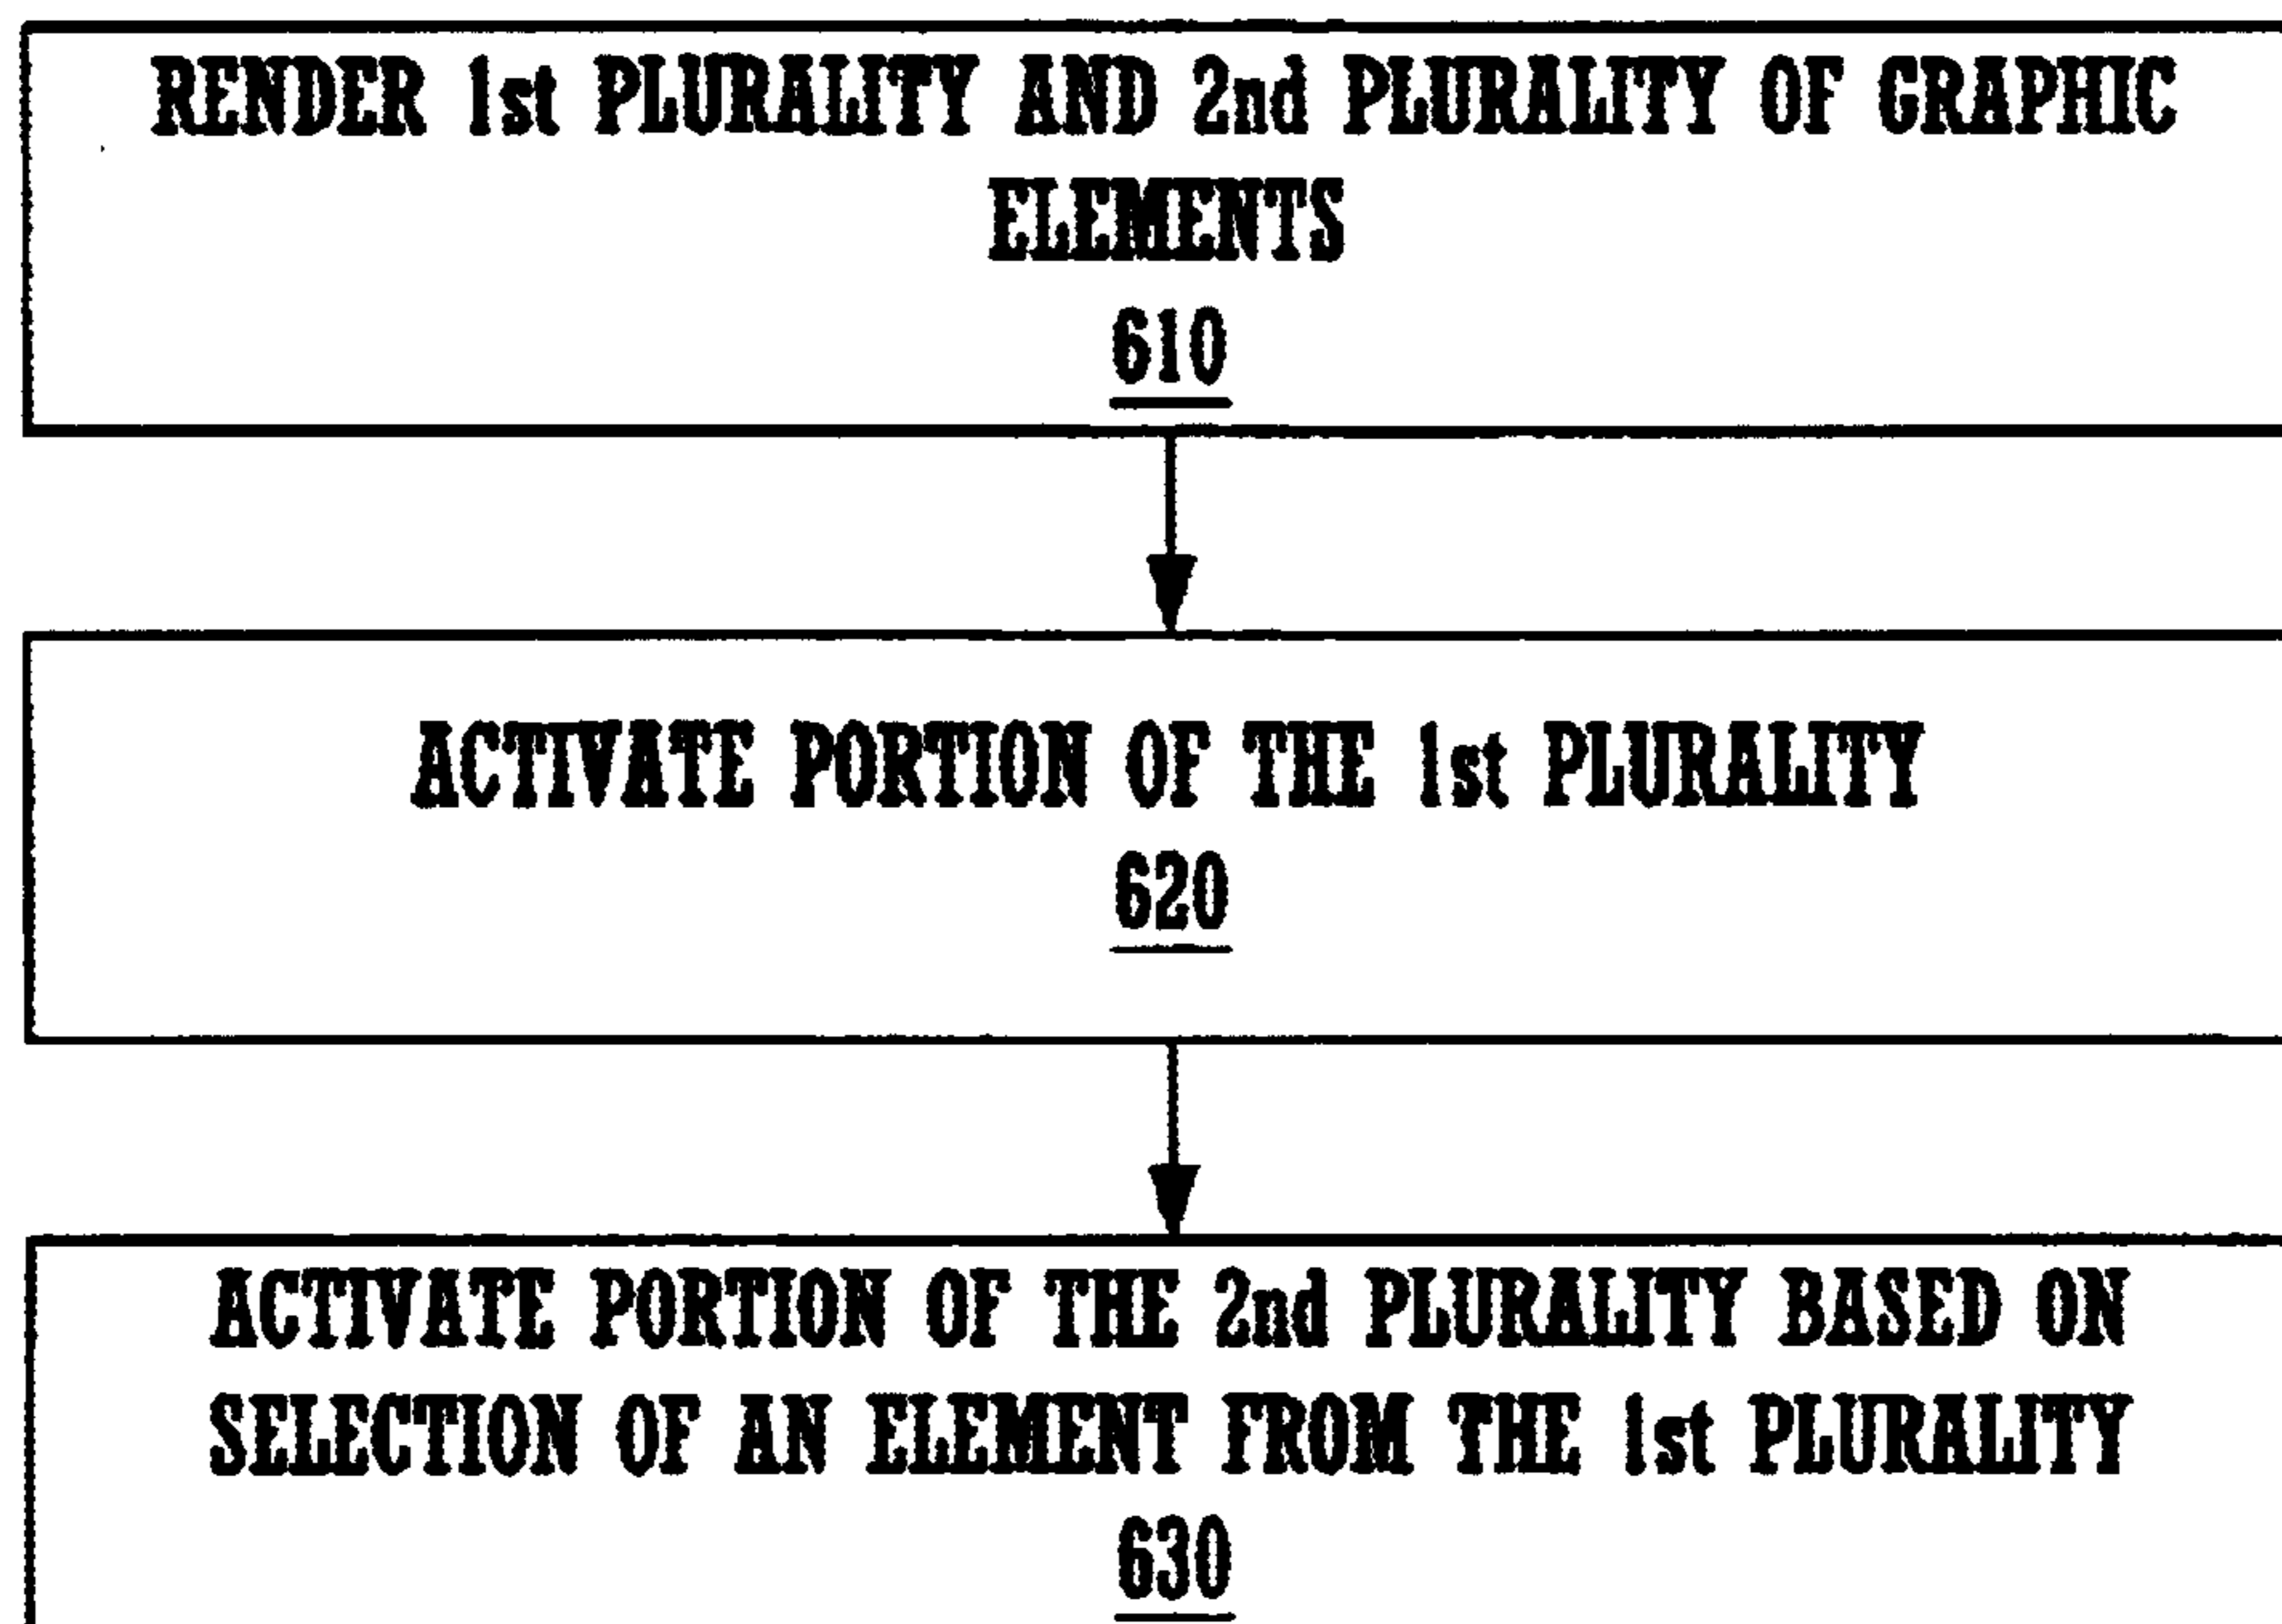 RENDER 1st PLURALITY AND 2nd PLURALITY OF GRAPHIC
ELEMENTS
610
ACTIVATE PORTION OF THE 1st PLURALITY
620
ACTIVATE PORTION OF THE 2nd PLURALITY BASED ON
SELECTION OF AN ELEMENT FROM THE 1st PLURALITY
630